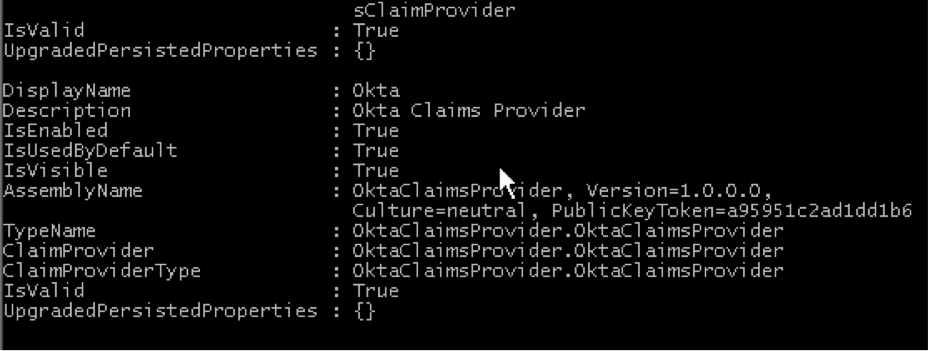 sClaimProvider
IsValid : True
UpgradedPersistedProperties : {}
DisplayName : Okta
Description : Okta Claims Provider
IsEnabled : True
IsUsedByDefault : True
IsVisible : True
AssemblyName : OktaClaimsProvider, Version=1.0.0.0,
Culture=neutral, PublicKeyToken=a95951c2ad1dd1b6
TypeName : OktaClaimsProvider.OktaClaimsProvider
ClaimProvider : OktaClaimsProvider.OktaClaimsProvider
ClaimProviderType : OktaClaimsProvider.OktaClaimsProvider
IsValid : True
UpgradedPersistedProperties : {}